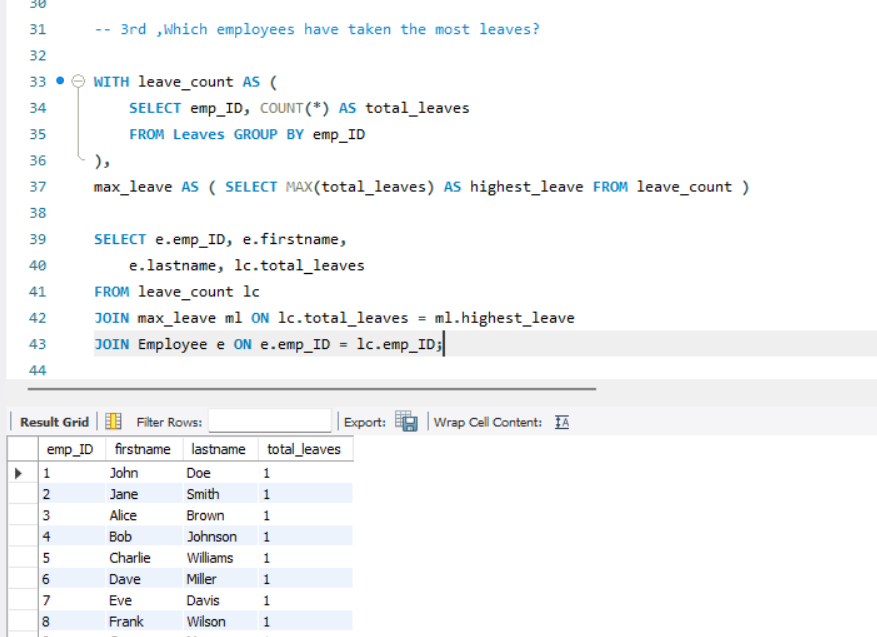 30
31 -- 3rd ,Which employees have taken the most leaves?
32
33 WITH leave_count AS (
34 SELECT emp_ID, COUNT(*) AS total_leaves
35 FROM Leaves GROUP BY emp_ID
36 ),
37 max_leave AS ( SELECT MAX(total_leaves) AS highest_leave FROM leave_count )
38
39 SELECT e.emp_ID, e.firstname,
40 e.lastname, lc.total_leaves
41 FROM leave_count lc
42 JOIN max_leave ml ON lc.total_leaves = ml.highest_leave
43 JOIN Employee e ON e.emp_ID = lc.emp_ID;
44
Result Grid Filter Rows: Export: Wrap Cell Content: IA
emp_ID firstname lastname total_leaves
1 John Doe 1
2 Jane Smith 1
3 Alice Brown 1
4 Bob Johnson 1
5 Charlie Williams 1
6 Dave Miller 1
7 Eve Davis 1
8 Frank Wilson 1